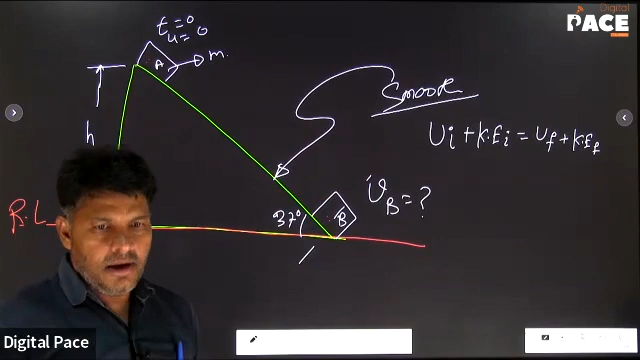 Digital
PACE
t = 0
u = 0
A
m.
Smooth
h
Ui + K.Ei = Uf + K.Ef
vB = ?
R.L
37°
B
Digital Pace